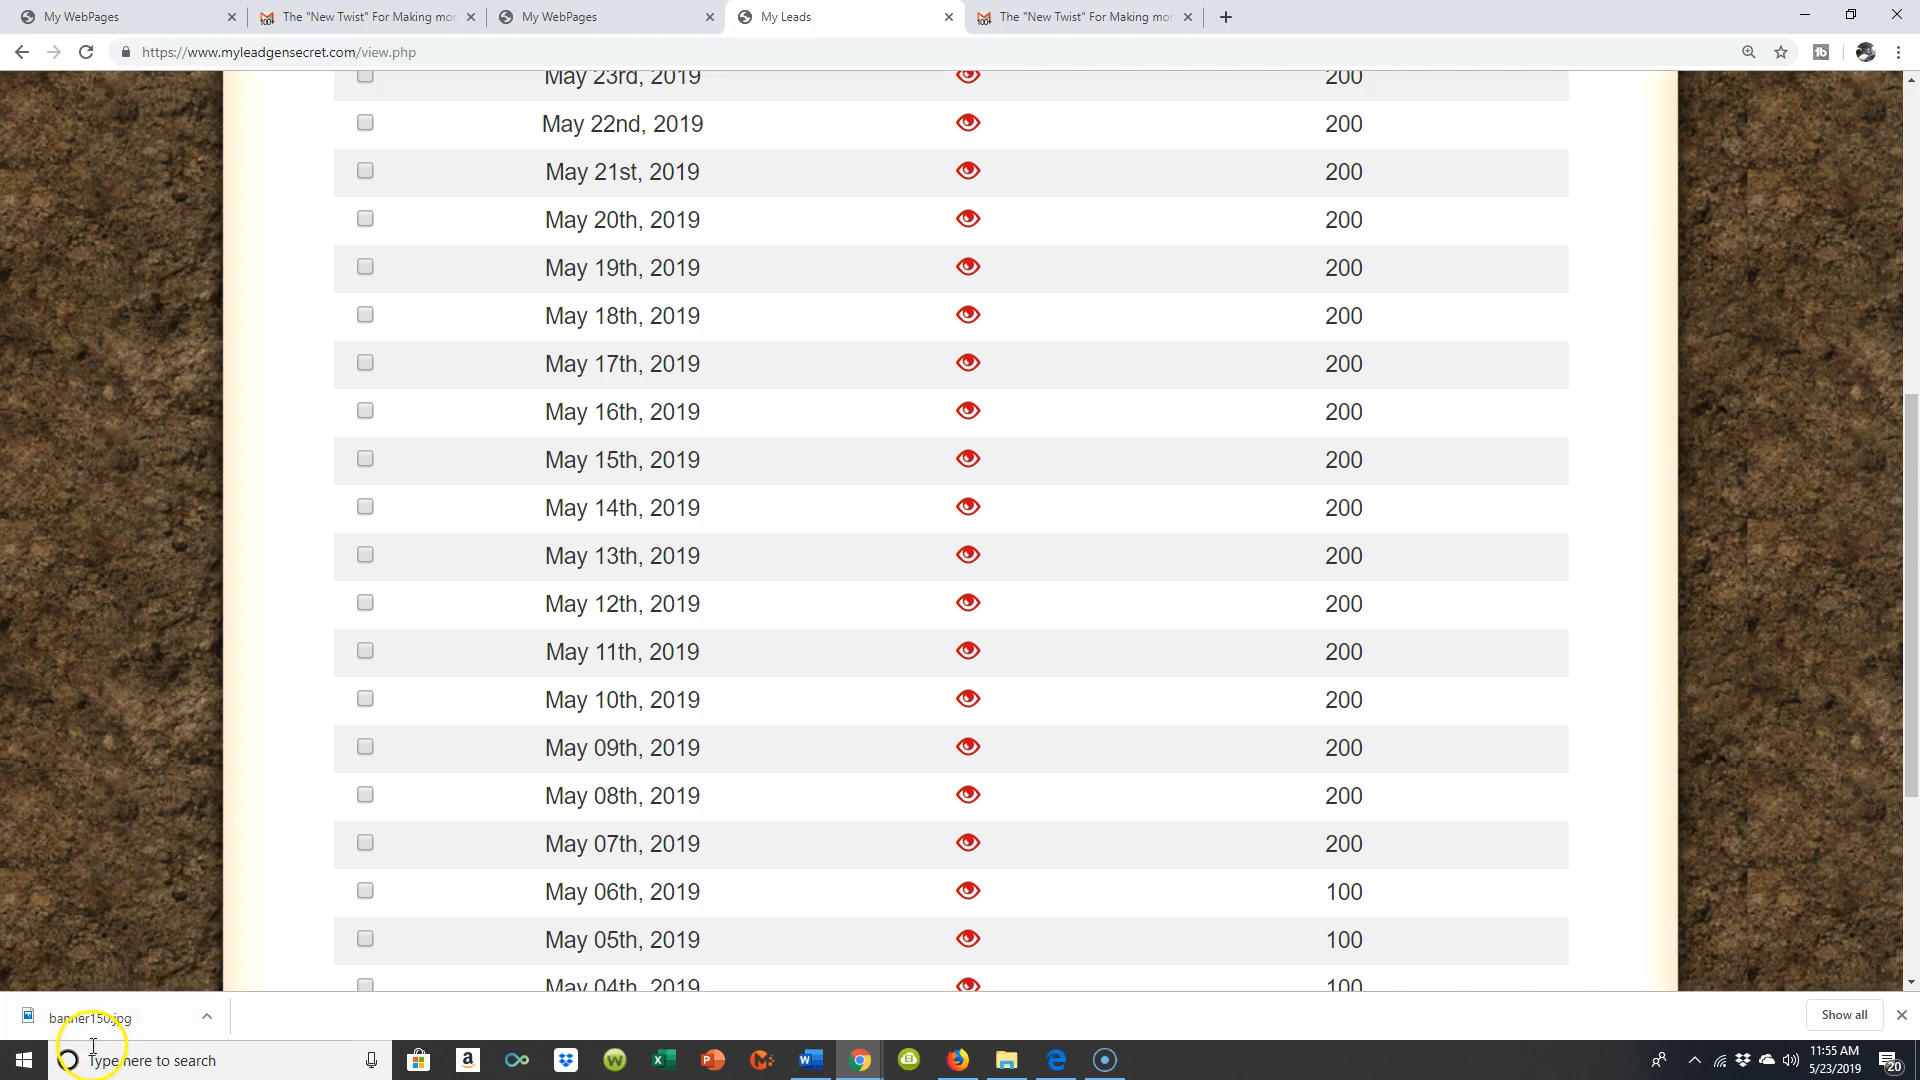 My WebPages
The "New Twist" For Making mor
My WebPages
My Leads
The "New Twist" For Making mor
https://www.myleadgensecret.com/view.php
May 23rd, 2019 200
May 22nd, 2019 200
May 21st, 2019 200
May 20th, 2019 200
May 19th, 2019 200
May 18th, 2019 200
May 17th, 2019 200
May 16th, 2019 200
May 15th, 2019 200
May 14th, 2019 200
May 13th, 2019 200
May 12th, 2019 200
May 11th, 2019 200
May 10th, 2019 200
May 09th, 2019 200
May 08th, 2019 200
May 07th, 2019 200
May 06th, 2019 100
May 05th, 2019 100
May 04th, 2019 100
banner150.jpg
Show all
Type here to search
11:55 AM
5/23/2019
20